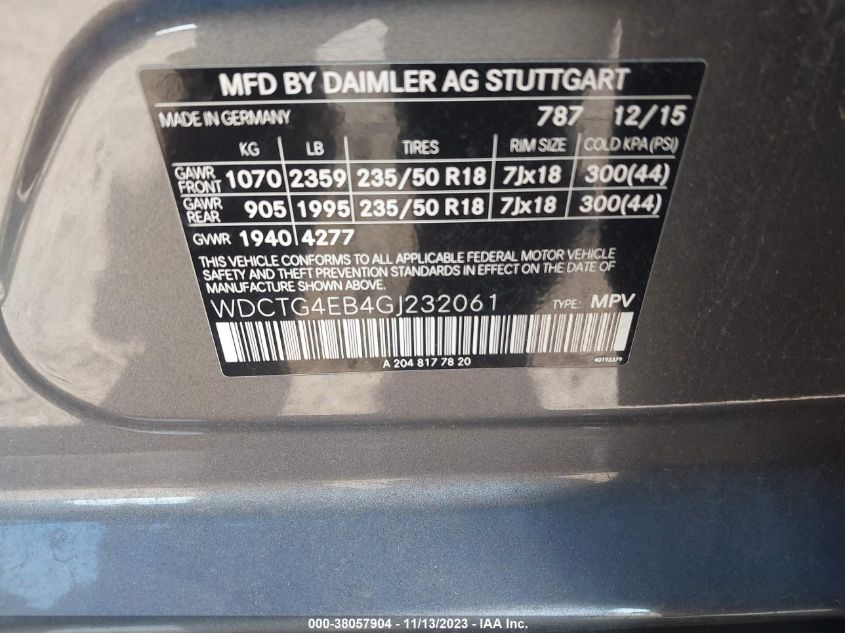 MFD BY DAIMLER AG STUTTGART
MADE IN GERMANY 787 12/15
KG LB TIRES RIM SIZE COLD KPA(PSI)
GAWR FRONT 1070 2359 235/50 R18 7Jx18 300(44)
GAWR REAR 905 1995 235/50 R18 7Jx18 300(44)
GVWR 1940 4277
THIS VEHICLE CONFORMS TO ALL APPLICABLE FEDERAL MOTOR VEHICLE
SAFETY AND THEFT PREVENTION STANDARDS IN EFFECT ON THE DATE OF
MANUFACTURE SHOWN ABOVE.
WDCTG4EB4GJ232061 TYPE: MPV
A 204 817 78 20 40192379
000-38057904 - 11/13/2023 - IAA Inc.